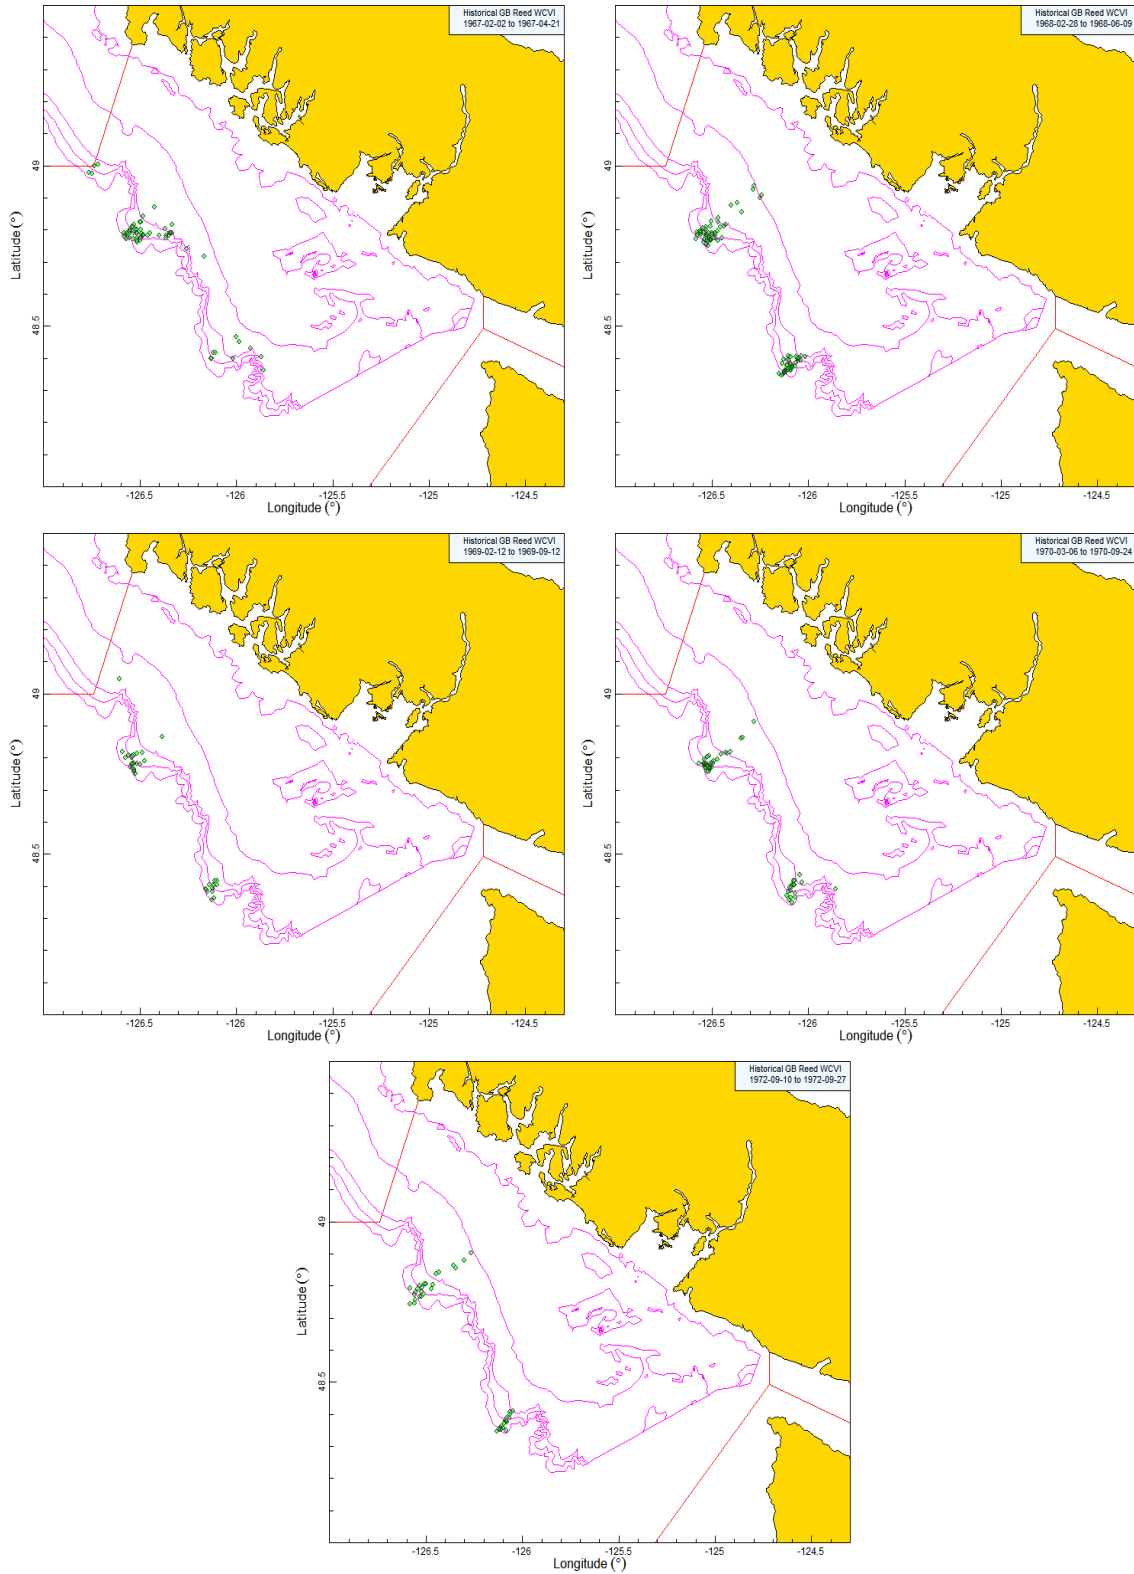 Historical GB Reed WCVI
1967-02-02 to 1967-04-21
49
48.5
Latitude (°)
-126.5 -126 -125.5 -125 -124.5
Longitude (°)
Historical GB Reed WCVI
1968-02-28 to 1968-06-09
49
48.5
Latitude (°)
-126.5 -126 -125.5 -125 -124.5
Longitude (°)
Historical GB Reed WCVI
1969-02-12 to 1969-09-12
49
48.5
Latitude (°)
-126.5 -126 -125.5 -125 -124.5
Longitude (°)
Historical GB Reed WCVI
1970-03-06 to 1970-09-24
49
48.5
Latitude (°)
-126.5 -126 -125.5 -125 -124.5
Longitude (°)
Historical GB Reed WCVI
1972-09-10 to 1972-09-27
49
48.5
Latitude (°)
-126.5 -126 -125.5 -125 -124.5
Longitude (°)